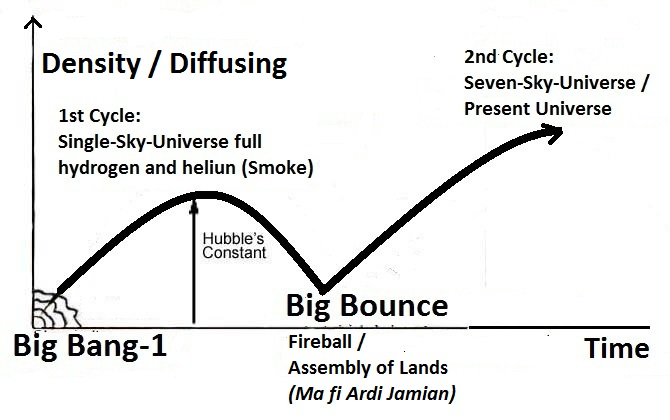 Density / Diffusing
2nd Cycle:
Seven-Sky-Universe /
Present Universe
1st Cycle:
Single-Sky-Universe full
hydrogen and heliun (Smoke)
Hubble's
Constant
Big Bounce
Big Bang-1
Fireball /
Assembly of Lands
(Ma fi Ardi Jamian)
Time